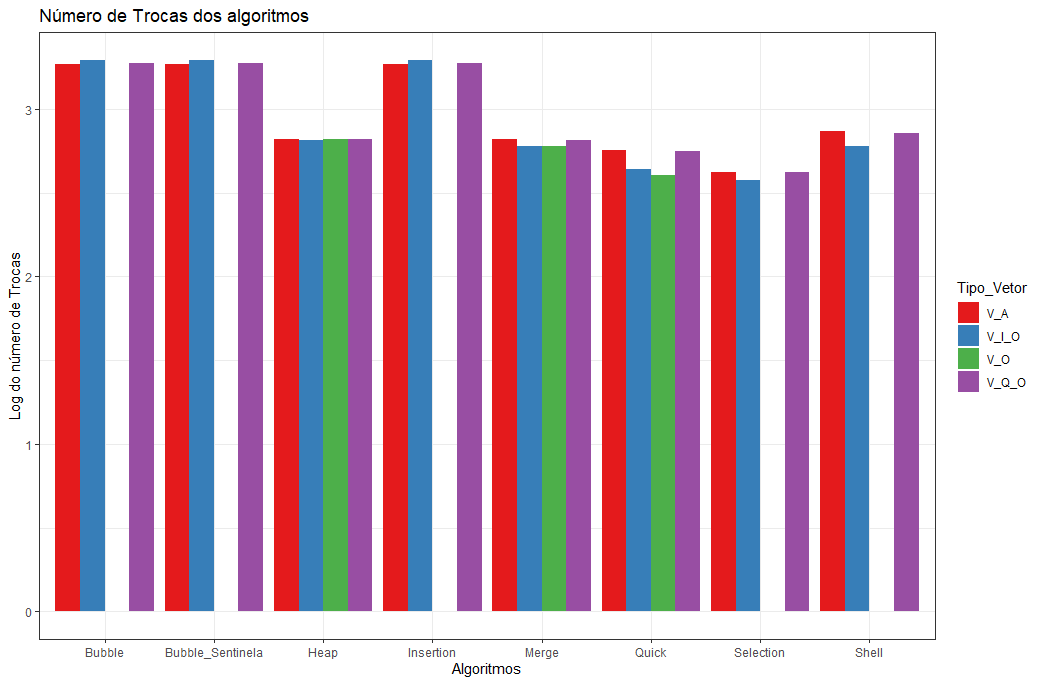 Número de Trocas dos algoritmos
Log do número de Trocas
3
2
1
0
Bubble Bubble_Sentinela Heap Insertion Merge Quick Selection Shell
Algoritmos
Tipo_Vetor
V_A
V_I_O
V_O
V_Q_O